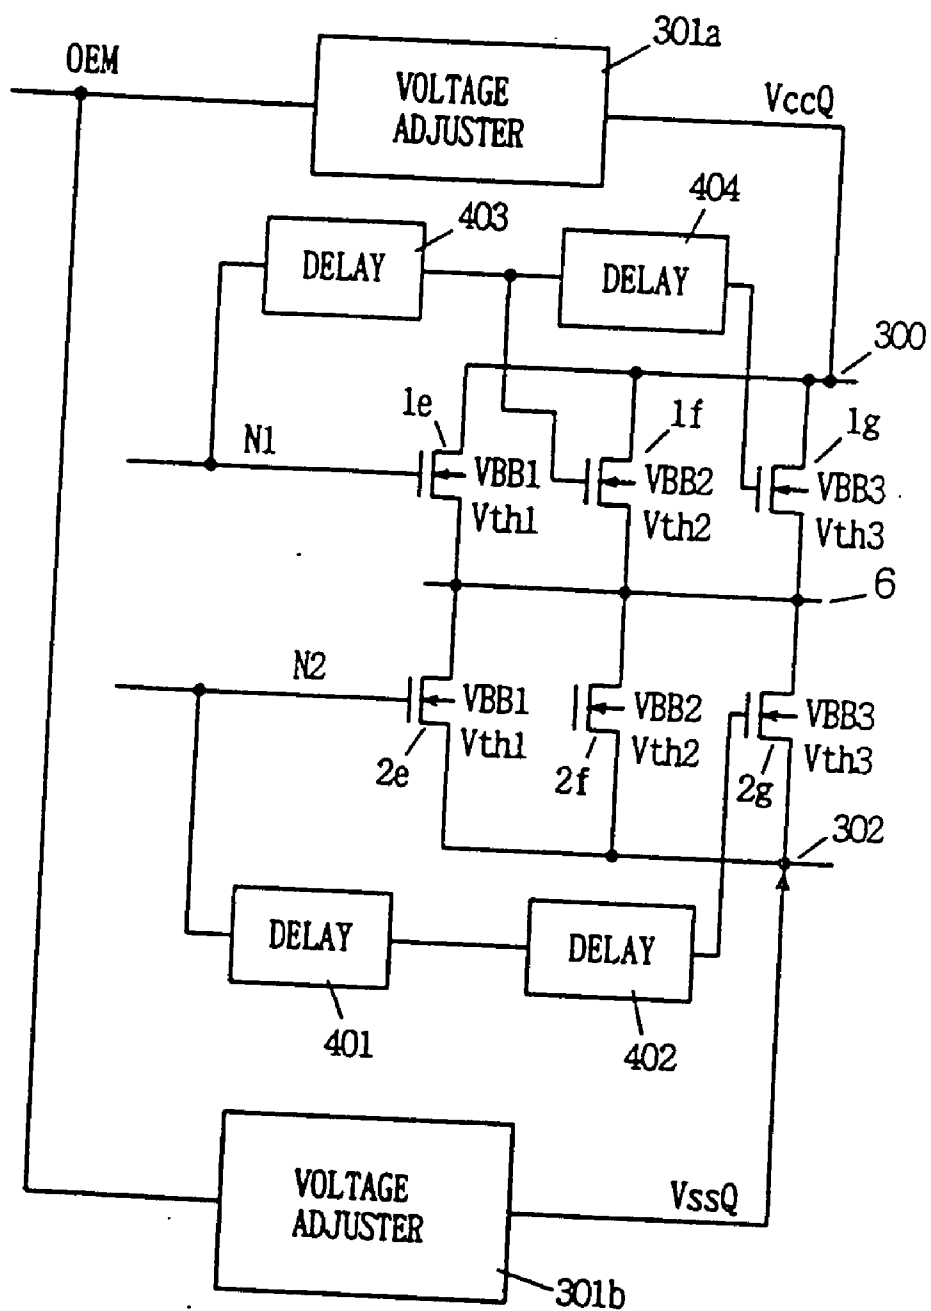 301a
OEM
VOLTAGE
ADJUSTER
VccQ
404
403
DELAY
DELAY
300
1e
1f
1g
N1
VBB1
VBB2
VBB3
Vth1
Vth2
Vth3
6
N2
VBB1
VBB2
VBB3
Vth1
Vth2
Vth3
2e
2f
2g
302
DELAY
DELAY
401
402
VOLTAGE
ADJUSTER
VssQ
301b